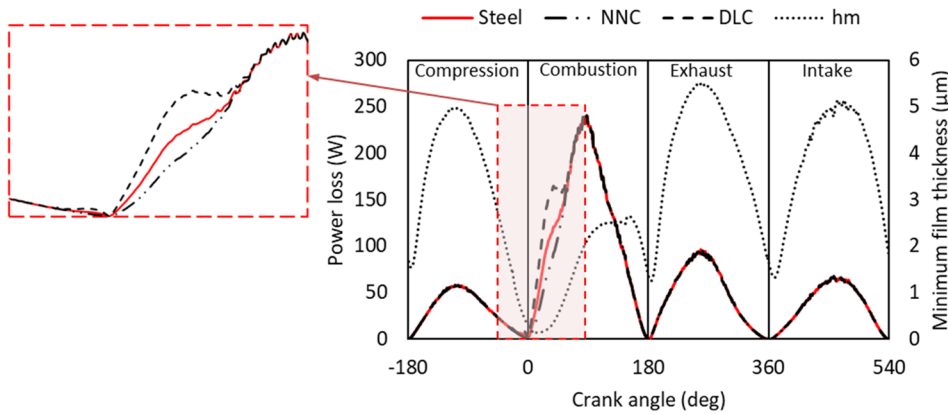 Steel NNC DLC hm
300 Compression Combustion Exhaust Intake 6
250 5
200 4
150 3
100 2
50 1
0 0
-180 0 180 360 540
Crank angle (deg)
Power loss (W)
Minimum film thickness (µm)